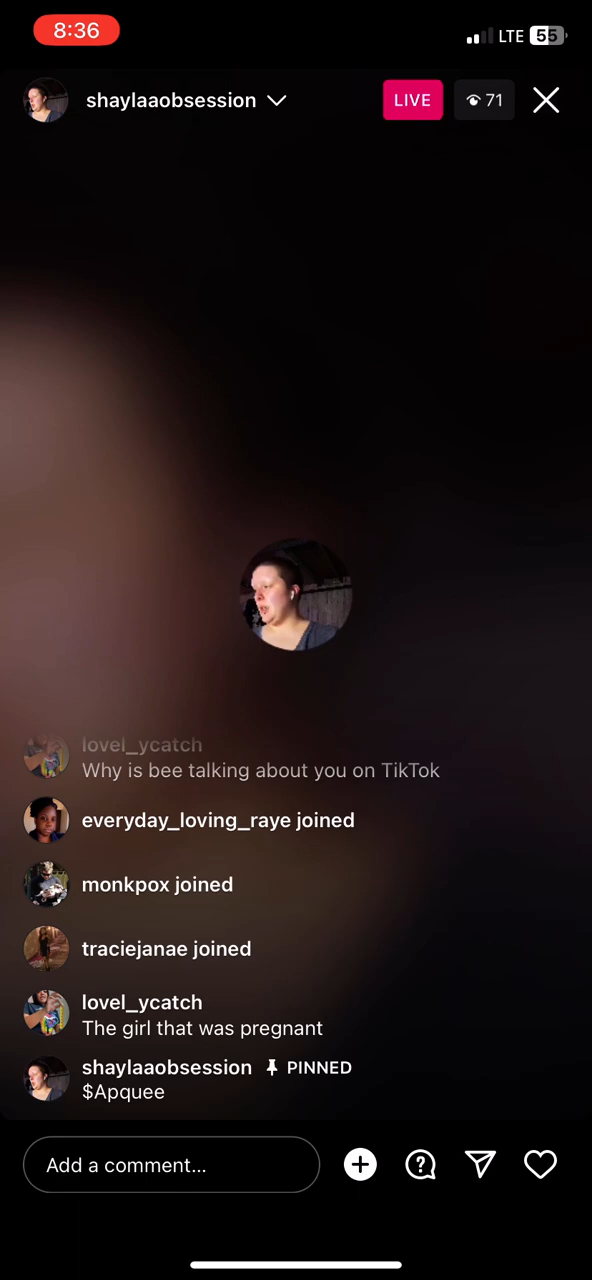 8:36
LTE 55
shaylaaobsession
LIVE
71
lovel_ycatch
Why is bee talking about you on TikTok
everyday_loving_raye joined
monkpox joined
traciejanae joined
lovel_ycatch
The girl that was pregnant
shaylaaobsession PINNED
$Apquee
Add a comment...